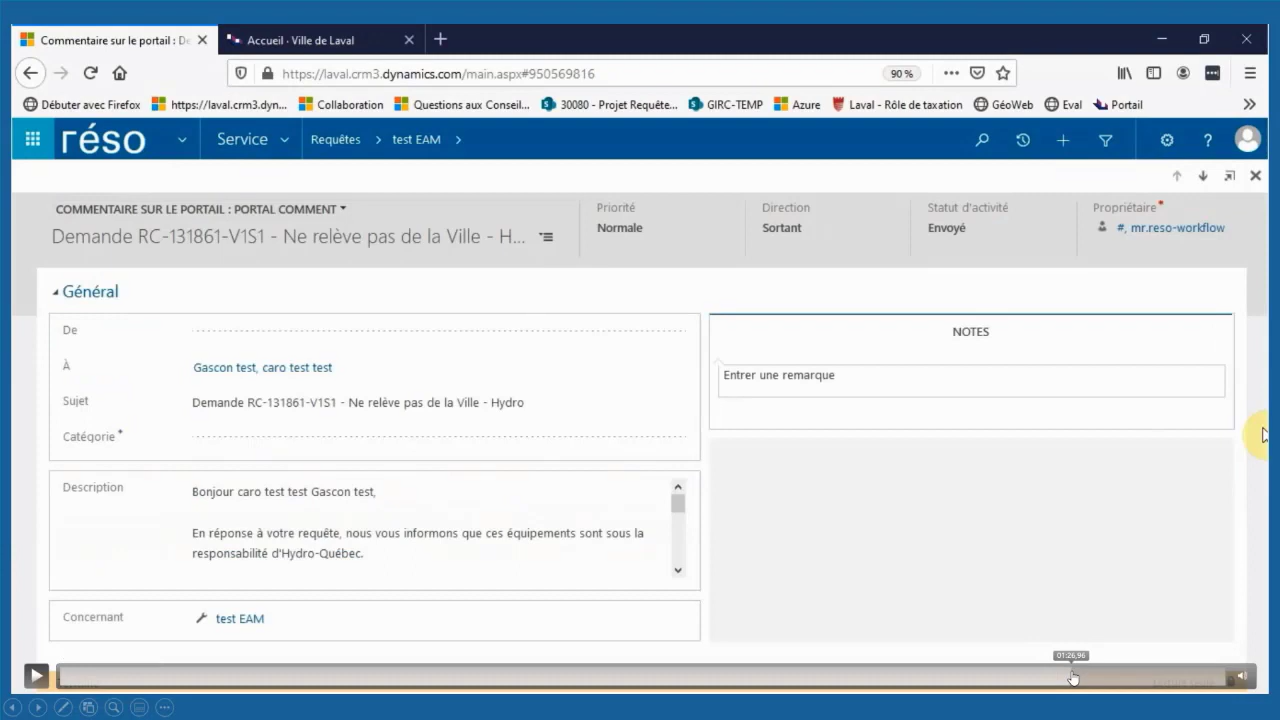 Commentaire sur le portail : De
Accueil · Ville de Laval
https://laval.crm3.dynamics.com/main.aspx#950569816
90 %
Débuter avec Firefox
https://laval.crm3.dyn...
Collaboration
Questions aux Conseil...
30080 - Projet Requête...
GIRC-TEMP
Azure
Laval - Rôle de taxation
GéoWeb
Eval
Portail
réso
Service
Requêtes
test EAM
COMMENTAIRE SUR LE PORTAIL : PORTAL COMMENT
Demande RC-131861-V1S1 - Ne relève pas de la Ville - H...
Priorité
Normale
Direction
Sortant
Statut d'activité
Envoyé
Propriétaire*
#, mr.reso-workflow
Général
De
À
Gascon test, caro test test
Sujet
Demande RC-131861-V1S1 - Ne relève pas de la Ville - Hydro
Catégorie*
Description
Bonjour caro test test Gascon test,
En réponse à votre requête, nous vous informons que ces équipements sont sous la
responsabilité d'Hydro-Québec.
Concernant
test EAM
NOTES
Entrer une remarque
01:26,96
Lecture seule